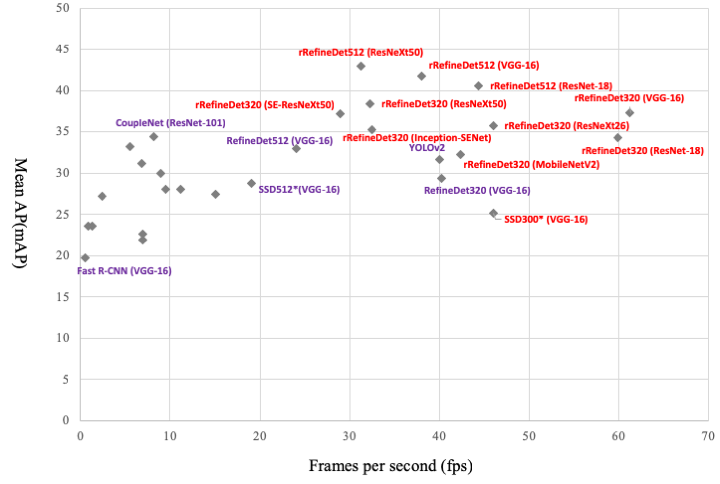 50
45
40
35
30
25
20
15
10
5
0
Mean AP(mAP)
rRefineDet512 (ResNeXt50)
rRefineDet512 (VGG-16)
rRefineDet512 (ResNet-18)
rRefineDet320 (VGG-16)
rRefineDet320 (SE-ResNeXt50)
rRefineDet320 (ResNeXt50)
CoupleNet (ResNet-101)
rRefineDet320 (ResNeXt26)
RefineDet512 (VGG-16)
rRefineDet320 (Inception-SENet)
YOLOv2
rRefineDet320 (ResNet-18)
rRefineDet320 (MobileNetV2)
SSD512*(VGG-16)
RefineDet320 (VGG-16)
SSD300* (VGG-16)
Fast R-CNN (VGG-16)
0 10 20 30 40 50 60 70
Frames per second (fps)